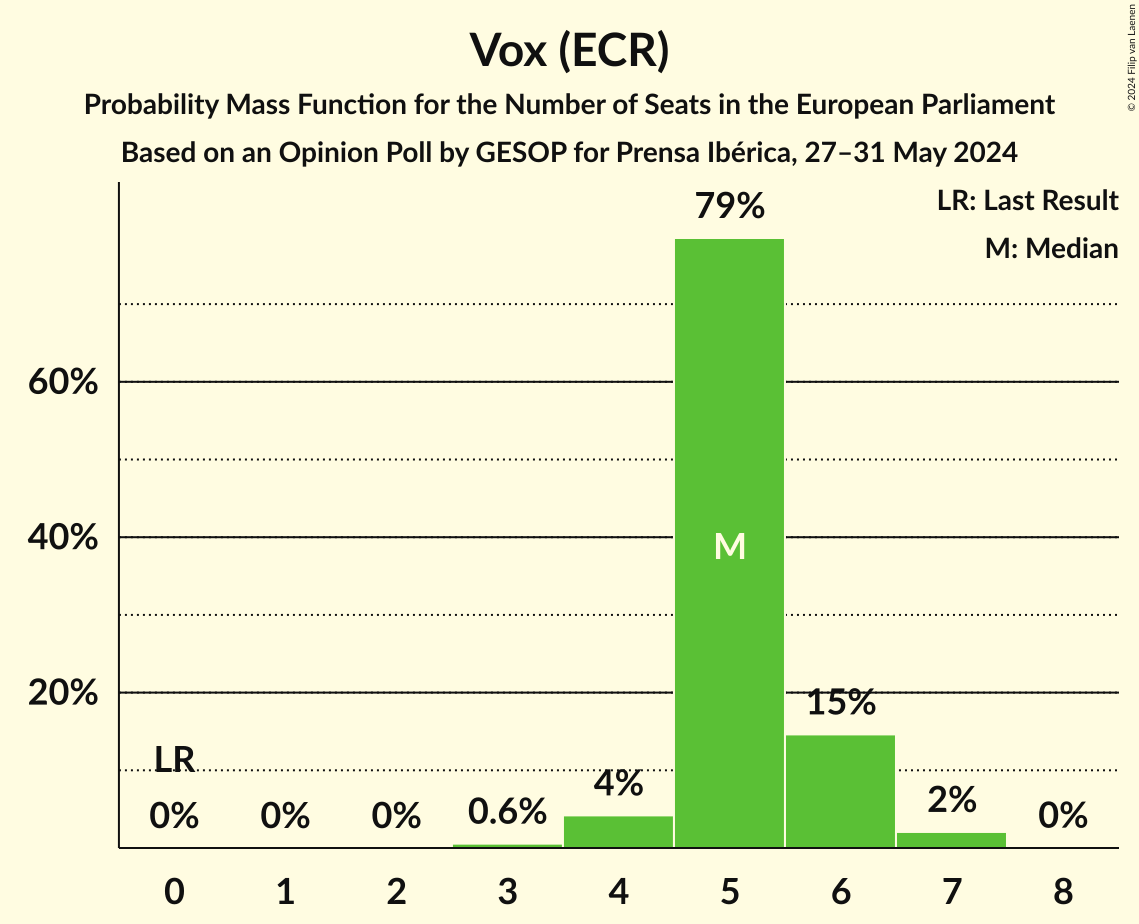 Vox (ECR)
Probability Mass Function for the Number of Seats in the European Parliament
Based on an Opinion Poll by GESOP for Prensa Ibérica, 27–31 May 2024
© 2024 Filip van Laenen
LR: Last Result
M: Median
79%
60%
40%
M
20%
15%
LR
4%
0%
0%
0%
0.6%
2%
0%
0 1 2 3 4 5 6 7 8